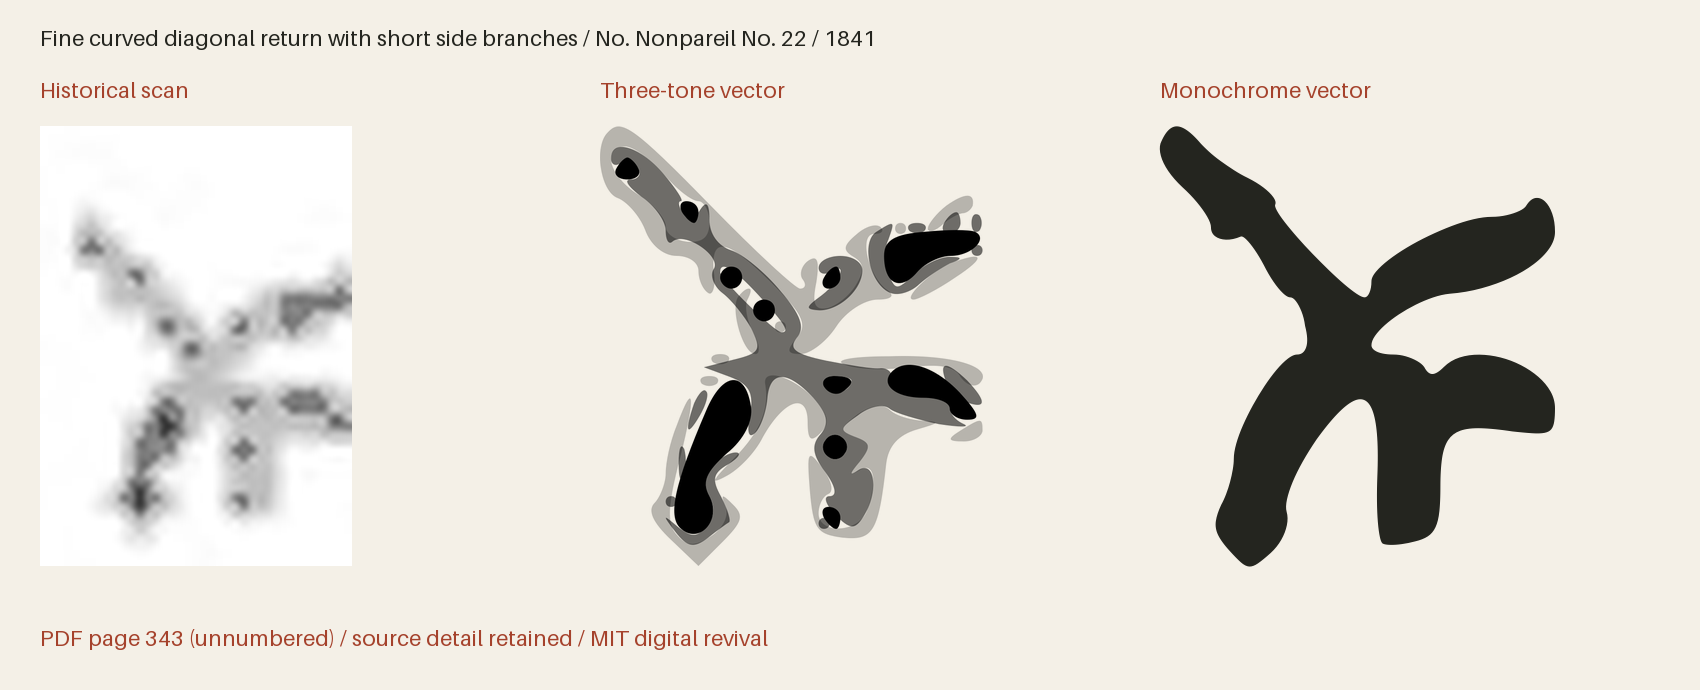 Fine curved diagonal return with short side branches / No. Nonpareil No. 22 / 1841
Historical scan
Three-tone vector
Monochrome vector
PDF page 343 (unnumbered) / source detail retained / MIT digital revival